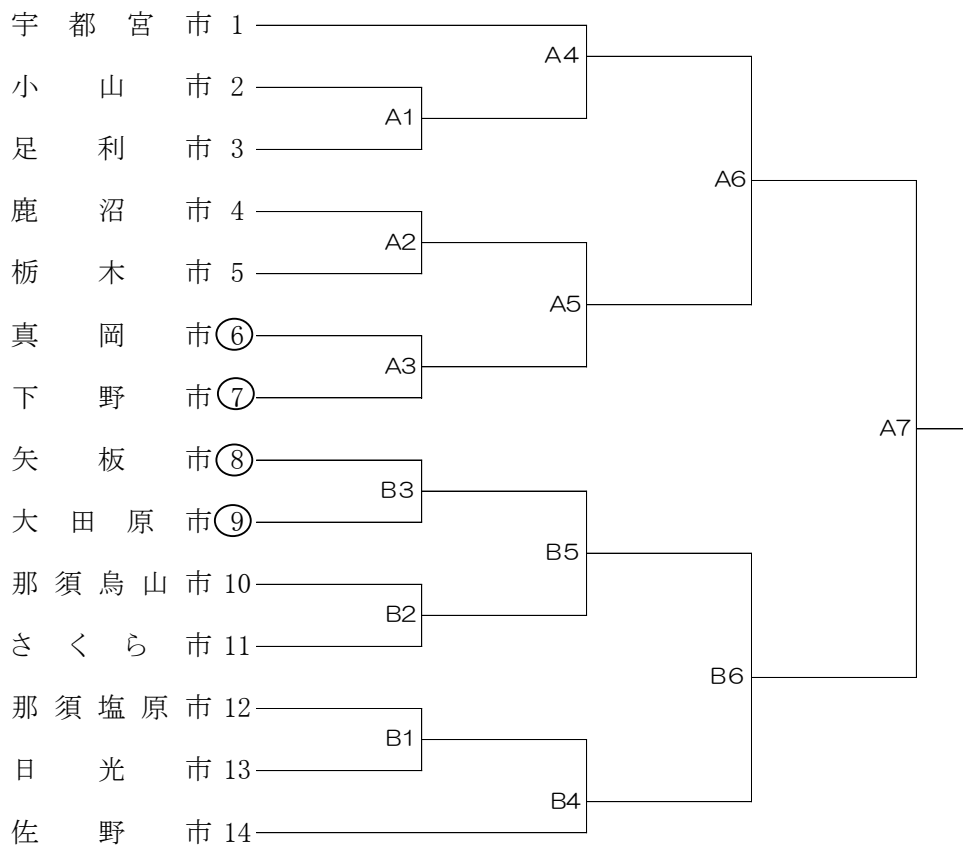 宇都宮市 1
A4
小山市 2
A1
足利市 3
A6
鹿沼市 4
A2
栃木市 5
A5
真岡市 ⑥
A3
下野市 ⑦
A7
矢板市 ⑧
B3
大田原市 ⑨
B5
那須烏山市 10
B2
さくら市 11
B6
那須塩原市 12
B1
日光市 13
B4
佐野市 14